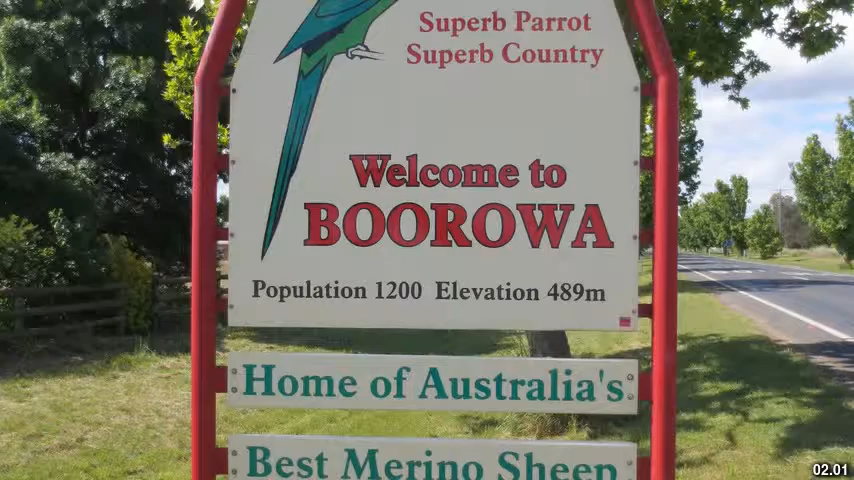 Superb Parrot
Superb Country
Welcome to
BOOROWA
Population 1200 Elevation 489m
Home of Australia's
Best Merino Sheep
02.01